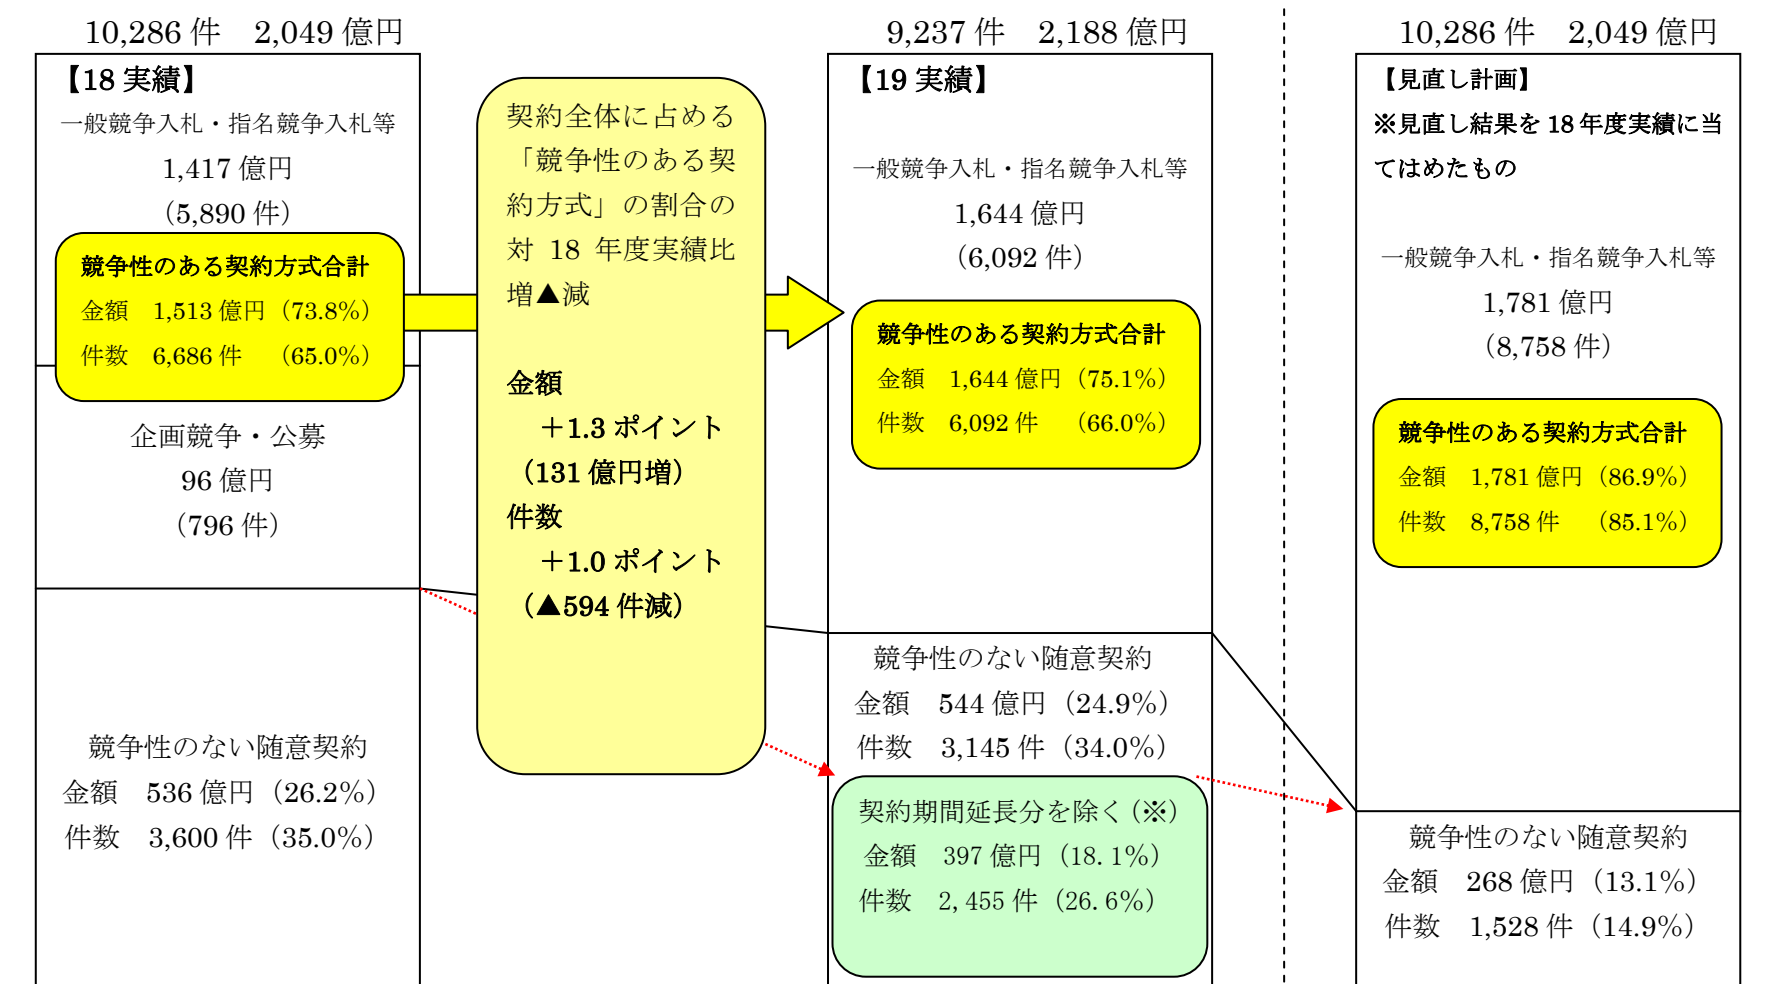 10,286 件　2,049 億円
【18 実績】
一般競争入札・指名競争入札等
1,417 億円
（5,890 件）
競争性のある契約方式合計
金額　1,513 億円（73.8%）
件数　6,686 件　（65.0%）
企画競争・公募
96 億円
（796 件）
競争性のない随意契約
金額　536 億円（26.2%）
件数　3,600 件（35.0%）
契約全体に占める
「競争性のある契
約方式」の割合の
対 18 年度実績比
増▲減
金額
＋1.3 ポイント
（131 億円増）
件数
＋1.0 ポイント
（▲594 件減）
9,237 件　2,188 億円
【19 実績】
一般競争入札・指名競争入札等
1,644 億円
（6,092 件）
競争性のある契約方式合計
金額　1,644 億円（75.1%）
件数　6,092 件　（66.0%）
競争性のない随意契約
金額　544 億円（24.9%）
件数　3,145 件（34.0%）
契約期間延長分を除く（※）
金額　397 億円（18.1%）
件数　2,455 件（26.6%）
10,286 件　2,049 億円
【見直し計画】
※見直し結果を 18 年度実績に当
てはめたもの
一般競争入札・指名競争入札等
1,781 億円
（8,758 件）
競争性のある契約方式合計
金額　1,781 億円（86.9%）
件数　8,758 件　（85.1%）
競争性のない随意契約
金額　268 億円（13.1%）
件数　1,528 件（14.9%）